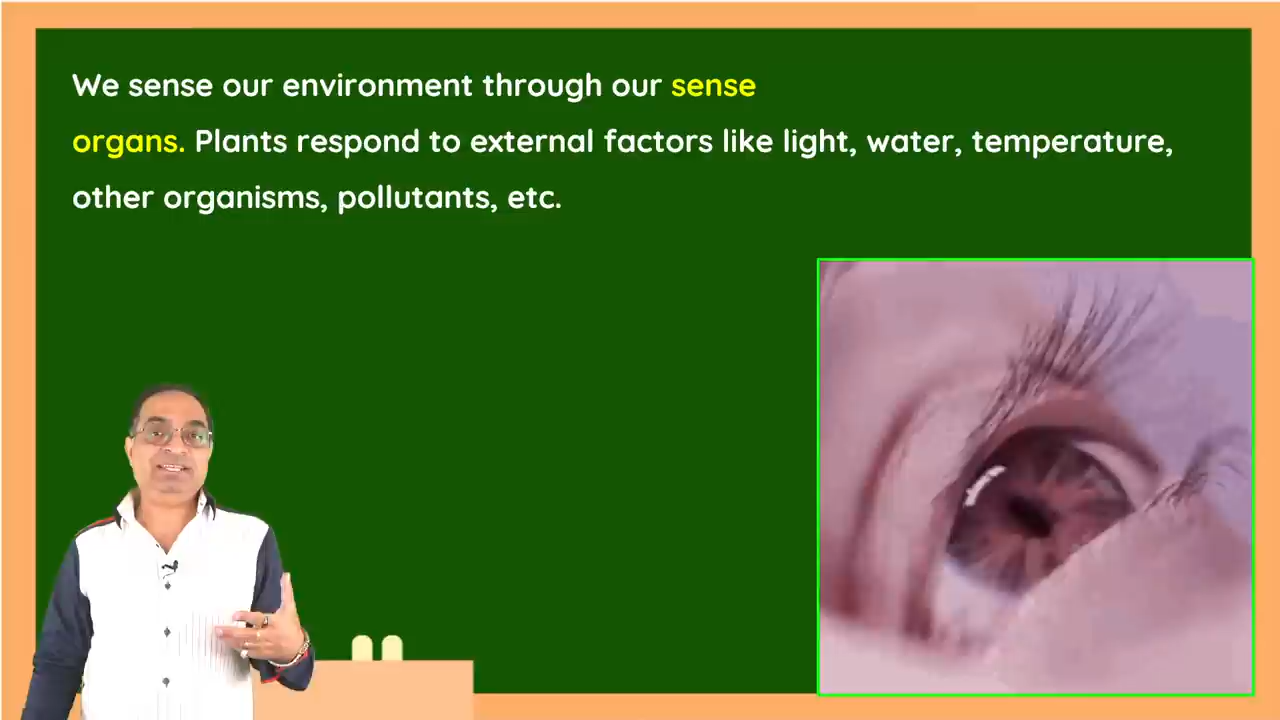 We sense our environment through our sense
organs. Plants respond to external factors like light, water, temperature,
other organisms, pollutants, etc.